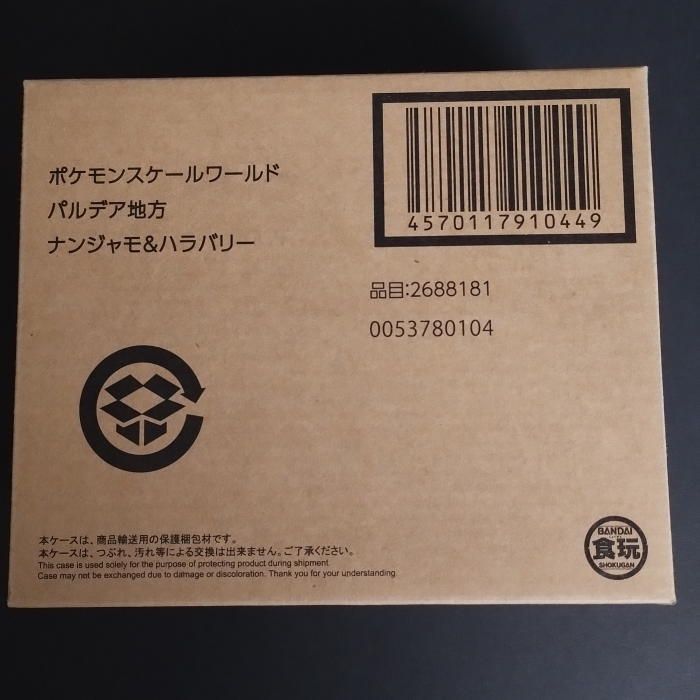 ポケモンスケールワールド
パルデア地方
ナンジャモ&ハラバリー
4570117910449
品目:2688181
0053780104
本ケースは、商品輸送用の保護梱包材です。
本ケースは、つぶれ、汚れ等による交換は出来ません。ご了承ください。
This case is used solely for the purpose of protecting product during shipment.
Case may not be exchanged due to damage or discoloration. Thank you for your understanding.
BANDAI
食玩
SHOKUGAN